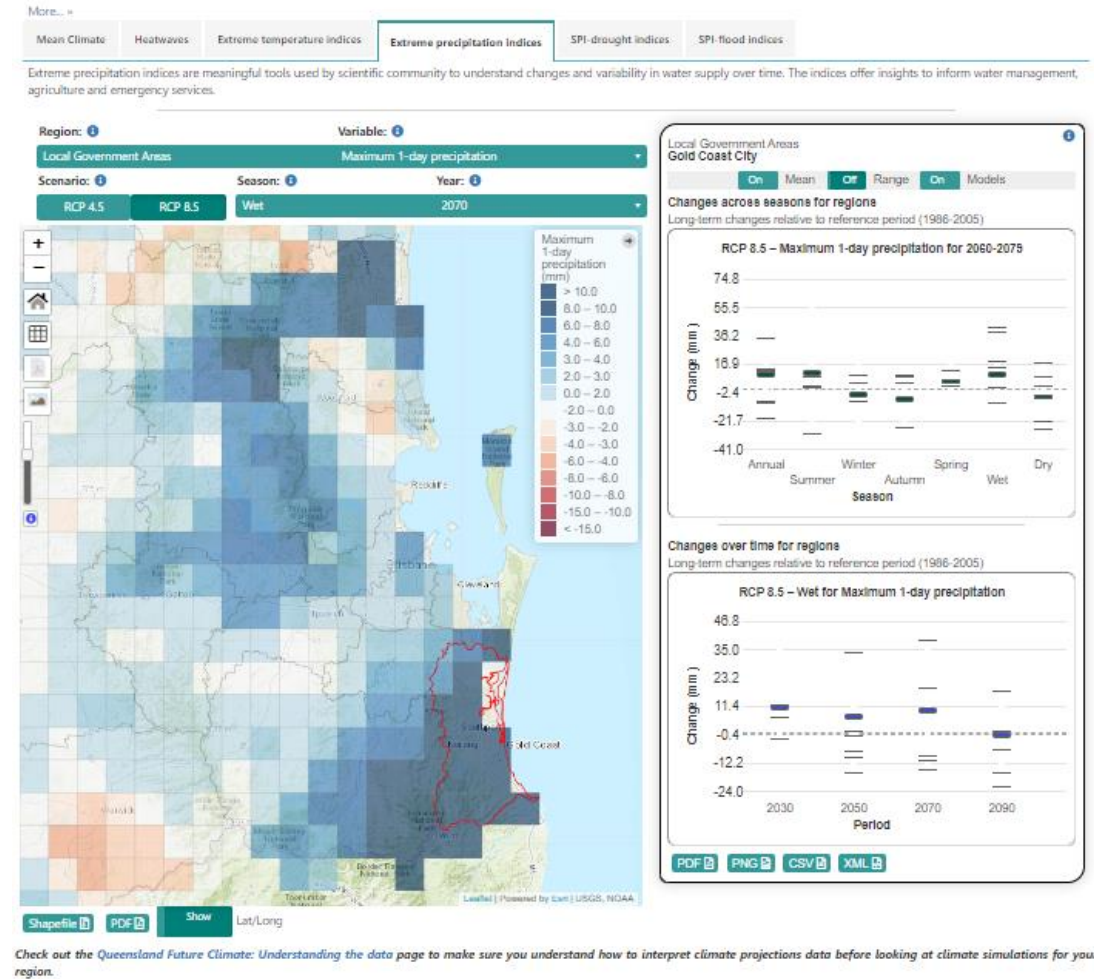 More... »
Mean Climate
Heatwaves
Extreme temperature indices
Extreme precipitation indices
SPI-drought indices
SPI-flood indices
Extreme precipitation indices are meaningful tools used by scientific community to understand changes and variability in water supply over time. The indices offer insights to inform water management,
agriculture and emergency services.
Region:
Variable:
Local Government Areas
Maximum 1-day precipitation
Scenario:
Season:
Year:
RCP 4.5
RCP 8.5
Wet
2070
+
−
Maximum
1-day
precipitation
(mm)
> 10.0
8.0 – 10.0
6.0 – 8.0
4.0 – 6.0
3.0 – 4.0
2.0 – 3.0
0.0 – 2.0
-2.0 – 0.0
-3.0 – -2.0
-4.0 – -3.0
-6.0 – -4.0
-8.0 – -6.0
-10.0 – -8.0
-15.0 – -10.0
< -15.0
Redcliffe
Brisbane
Cleveland
Ipswich
Gold Coast
Warwick
Leaflet | Powered by Esri | USGS, NOAA
Shapefile
PDF
Show
Lat/Long
Local Government Areas
Gold Coast City
On Mean Off Range On Models
Changes across seasons for regions
Long-term changes relative to reference period (1986-2005)
RCP 8.5 – Maximum 1-day precipitation for 2060-2079
74.8
55.5
36.2
16.9
-2.4
-21.7
-41.0
Change (mm)
Annual
Summer
Winter
Autumn
Spring
Wet
Dry
Season
Changes over time for regions
Long-term changes relative to reference period (1986-2005)
RCP 8.5 – Wet for Maximum 1-day precipitation
46.8
35.0
23.2
11.4
-0.4
-12.2
-24.0
Change (mm)
2030
2050
2070
2090
Period
PDF
PNG
CSV
XML
Check out the Queensland Future Climate: Understanding the data page to make sure you understand how to interpret climate projections data before looking at climate simulations for your
region.